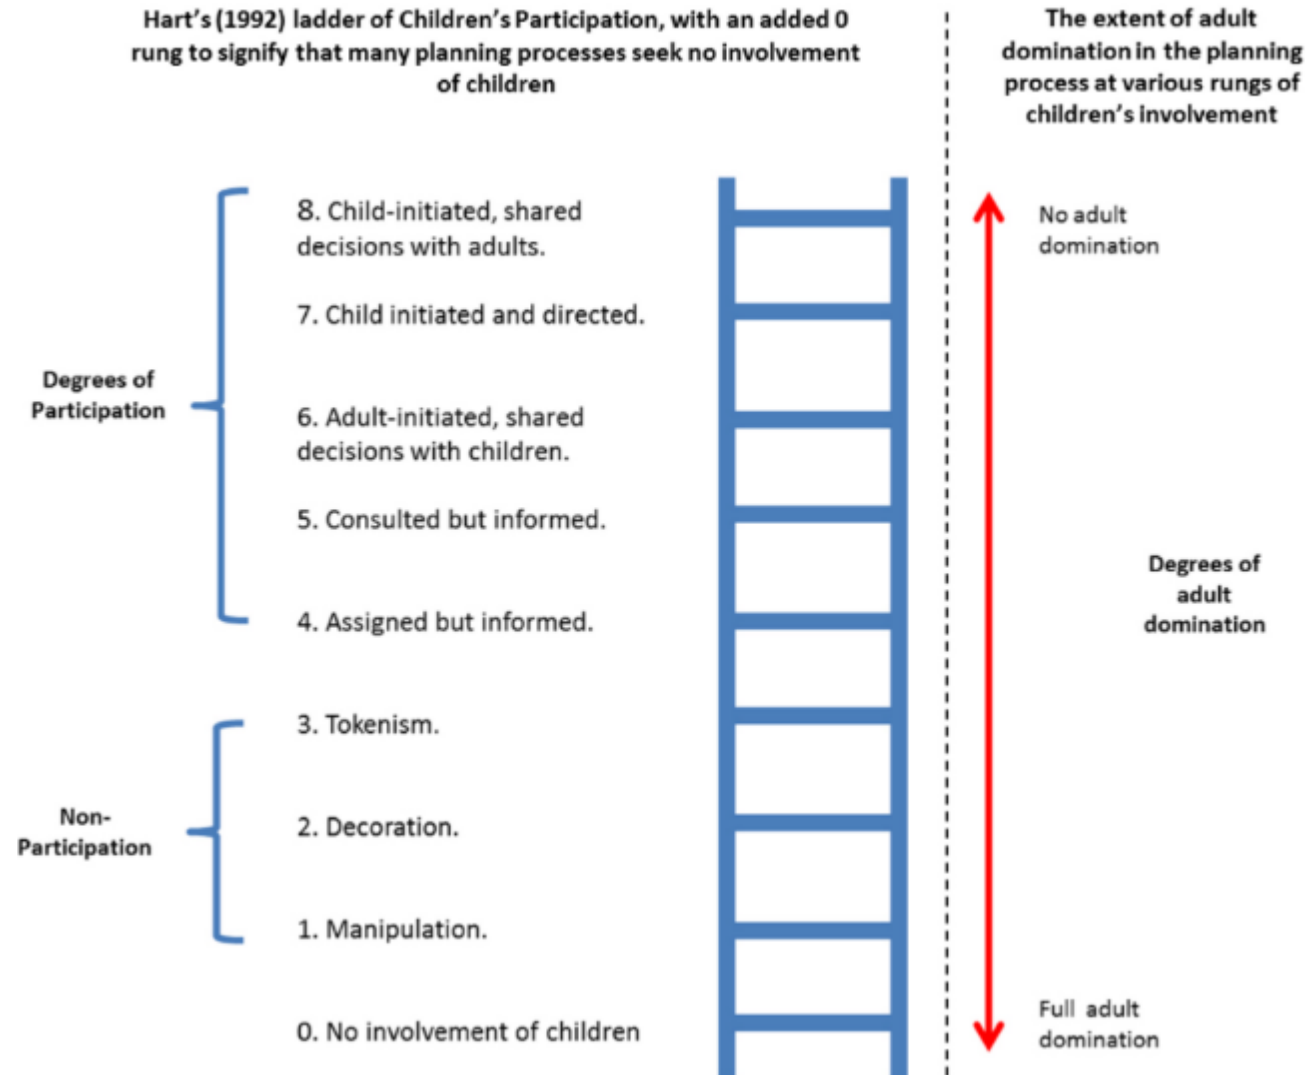 Hart's (1992) ladder of Children's Participation, with an added 0
rung to signify that many planning processes seek no involvement
of children
The extent of adult
domination in the planning
process at various rungs of
children's involvement
Degrees of
Participation
8. Child-initiated, shared
decisions with adults.
7. Child initiated and directed.
6. Adult-initiated, shared
decisions with children.
5. Consulted but informed.
4. Assigned but informed.
Non-
Participation
3. Tokenism.
2. Decoration.
1. Manipulation.
0. No involvement of children
No adult
domination
Degrees of
adult
domination
Full adult
domination